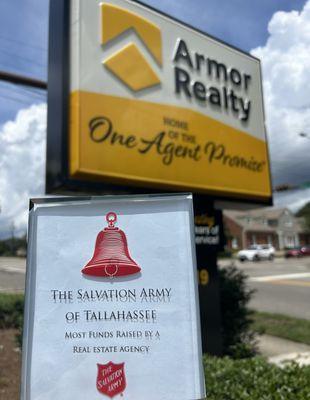 Armor
Realty
HOME
OF THE
One Agent Promise
THE SALVATION ARMY
OF TALLAHASSEE
MOST FUNDS RAISED BY A
REAL ESTATE AGENCY
THE
SALVATION
ARMY